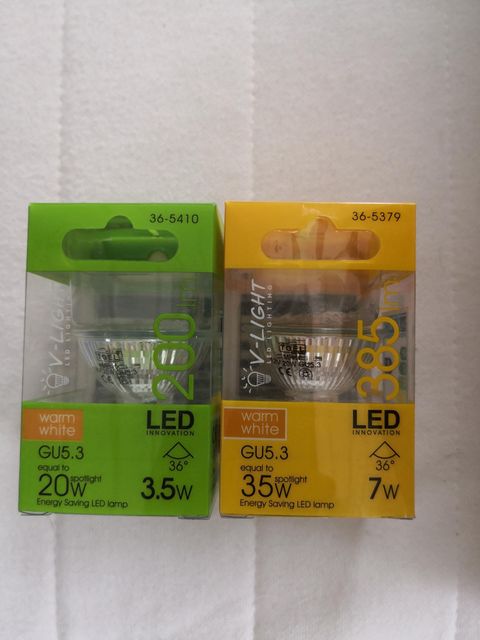 36-5410
V-LIGHT
LED LIGHTING
200lm
warm
white
LED
INNOVATION
GU5.3
36°
equal to
20W spotlight
3.5W
Energy Saving LED lamp
36-5379
V-LIGHT
LED LIGHTING
385lm
warm
white
LED
INNOVATION
GU5.3
36°
equal to
35W spotlight
7W
Energy Saving LED lamp